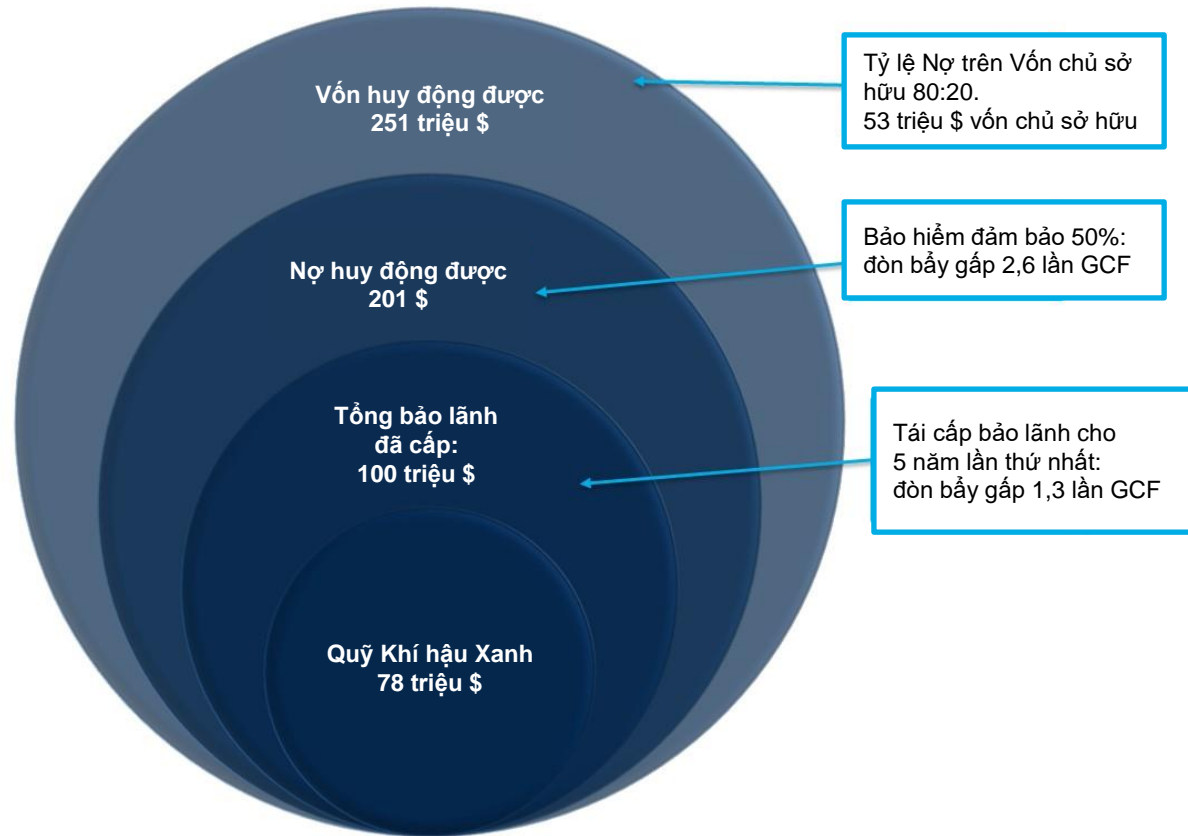 Vốn huy động được
251 triệu $
Tỷ lệ Nợ trên Vốn chủ sở
hữu 80:20.
53 triệu $ vốn chủ sở hữu
Nợ huy động được
201 $
Bảo hiểm đảm bảo 50%:
đòn bẩy gấp 2,6 lần GCF
Tổng bảo lãnh
đã cấp:
100 triệu $
Tái cấp bảo lãnh cho
5 năm lần thứ nhất:
đòn bẩy gấp 1,3 lần GCF
Quỹ Khí hậu Xanh
78 triệu $